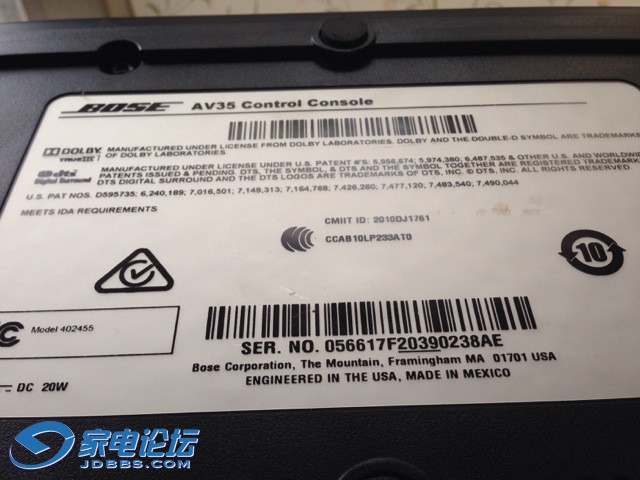 BOSE AV35 Control Console
DOLBY MANUFACTURED UNDER LICENSE FROM DOLBY LABORATORIES. DOLBY AND THE DOUBLE-D SYMBOL ARE TRADEMARKS
TRUEHD OF DOLBY LABORATORIES.
dts MANUFACTURED UNDER LICENSE UNDER U.S. PATENT #'S: 5,956,674; 5,974,380; 6,487,535 & OTHER U.S. AND WORLDWIDE
Digital Surround PATENTS ISSUED & PENDING. DTS, THE SYMBOL, & DTS AND THE SYMBOL TOGETHER ARE REGISTERED TRADEMARKS
DTS DIGITAL SURROUND AND THE DTS LOGOS ARE TRADEMARKS OF DTS, INC. © DTS, INC.
U.S. PAT NOS. D595735; 6,240,189; 7,016,501; 7,149,313; 7,164,768; 7,426,280; 7,477,120; 7,483,540; 7,490,044
MEETS IDA REQUIREMENTS
CMIIT ID: 2010DJ1761
CCAB10LP233AT0
10
Model 402455
DC 20W
SER. NO. 056617F20390238AE
Bose Corporation, The Mountain, Framingham MA 01701 USA
ENGINEERED IN THE USA, MADE IN MEXICO
家电论坛
JDBBS.COM